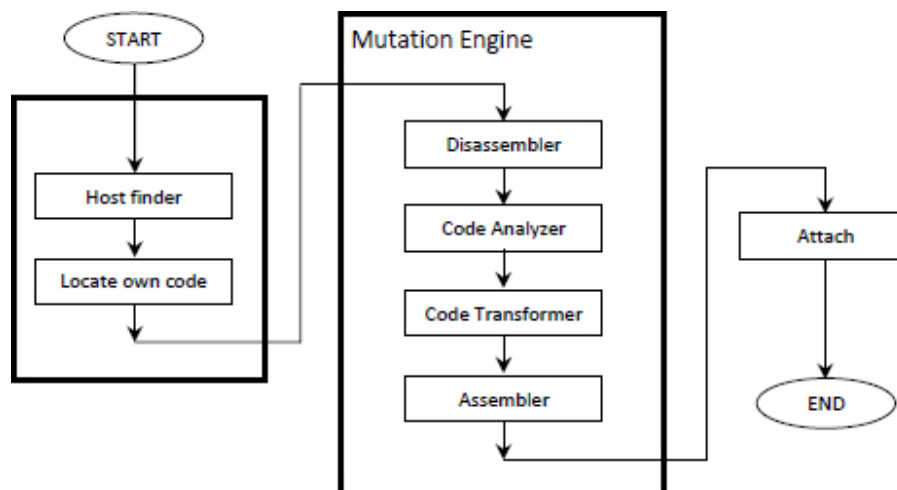 START
Host finder
Locate own code
Mutation Engine
Disassembler
Code Analyzer
Code Transformer
Assembler
Attach
END